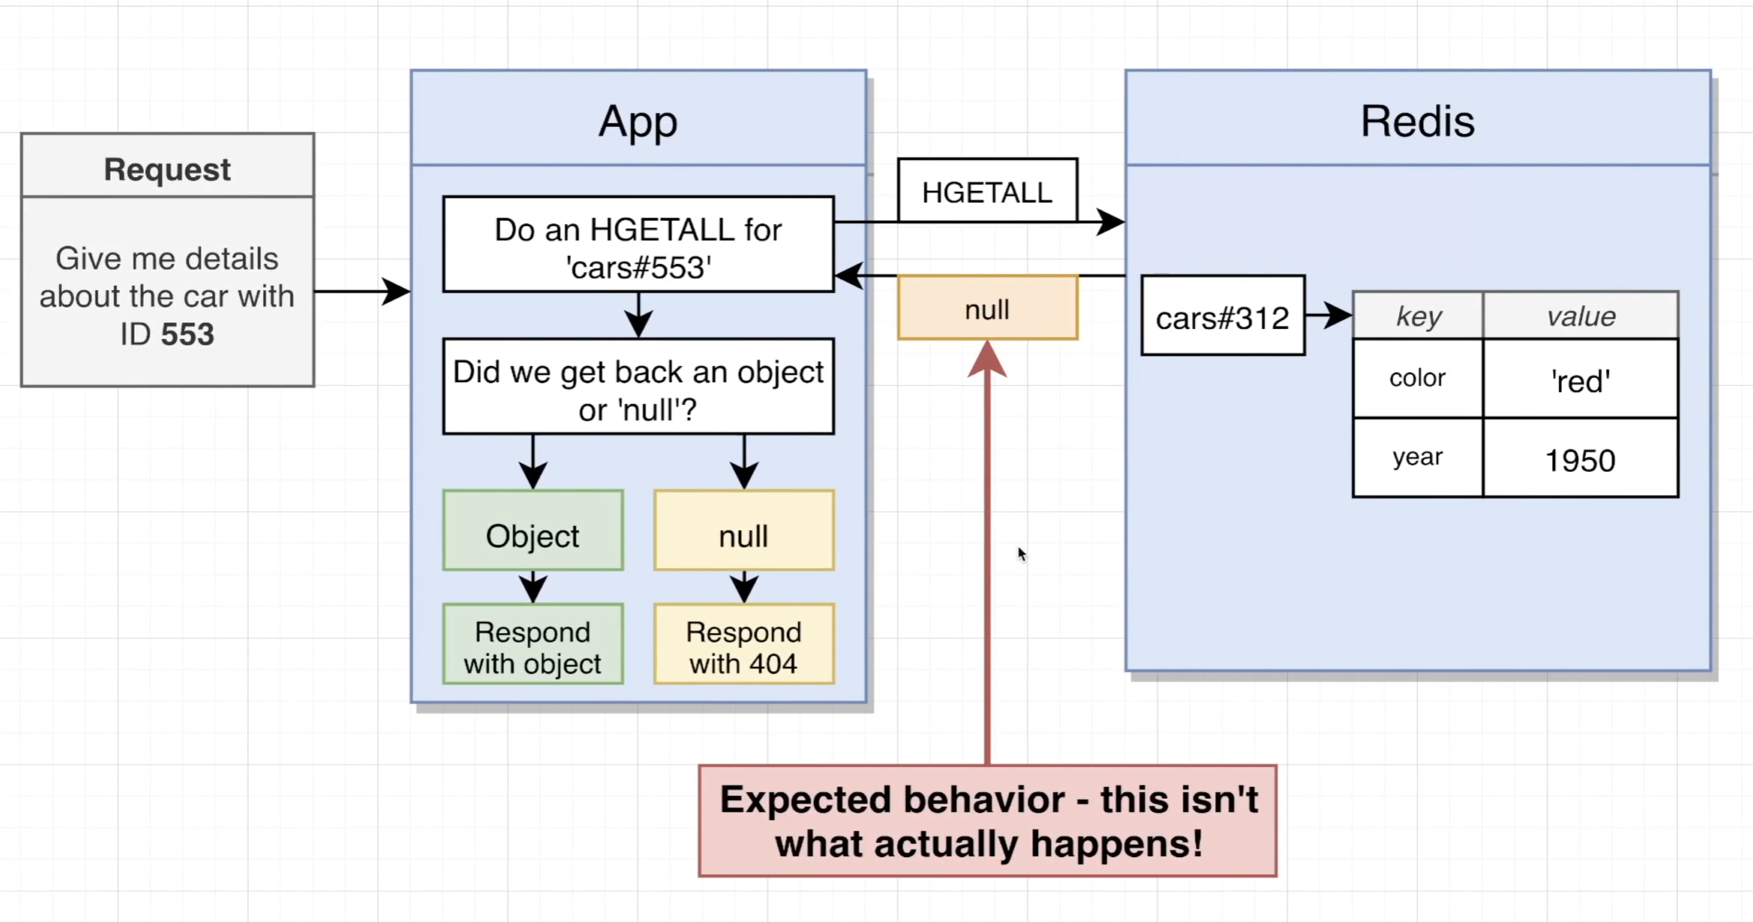 Request
Give me details
about the car with
ID 553
App
Do an HGETALL for
'cars#553'
Did we get back an object
or 'null'?
Object
null
Respond
with object
Respond
with 404
HGETALL
null
Redis
cars#312
key value
color 'red'
year 1950
Expected behavior - this isn't
what actually happens!